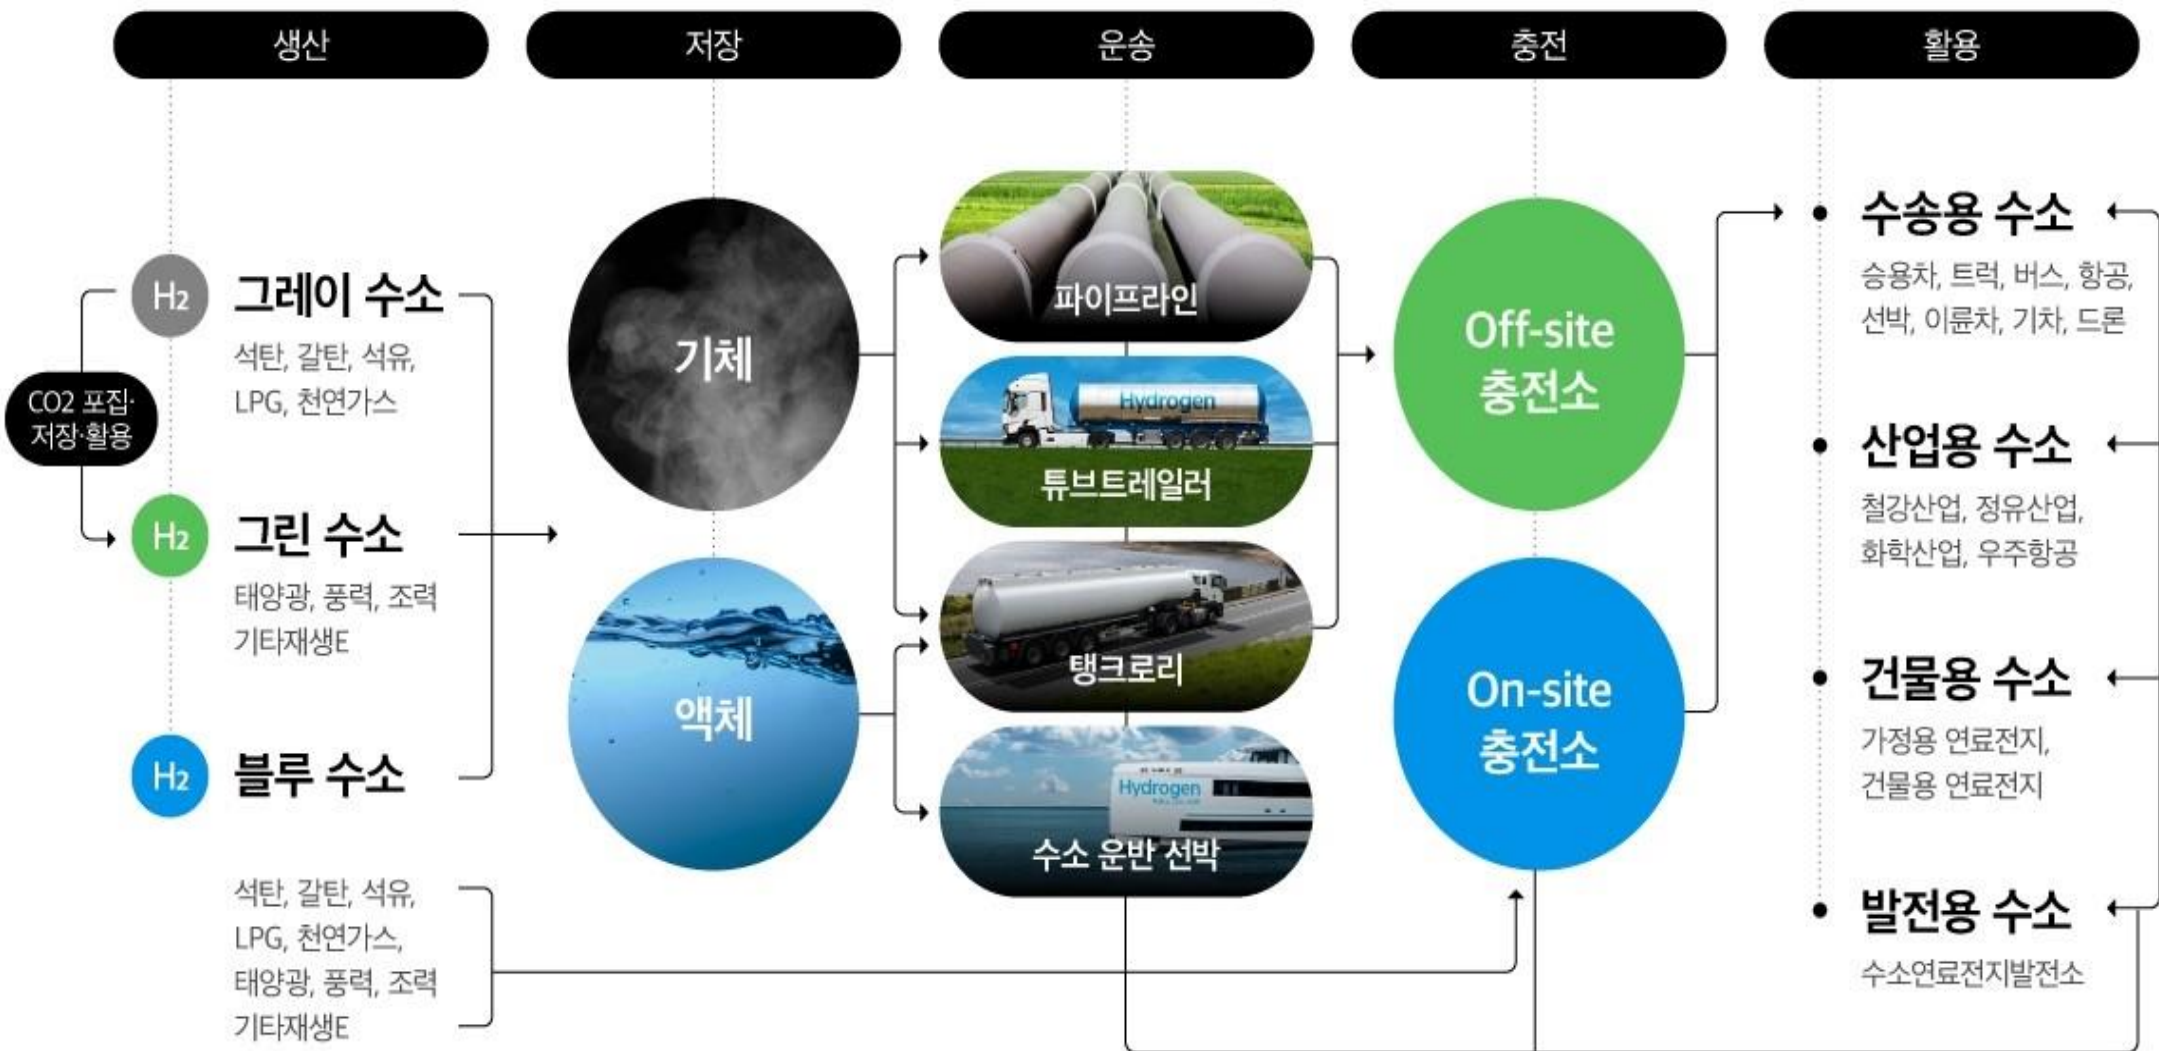 생산
저장
운송
충전
활용
H2
그레이 수소
석탄, 갈탄, 석유,
LPG, 천연가스
CO2 포집·
저장·활용
H2
그린 수소
태양광, 풍력, 조력
기타재생E
H2
블루 수소
석탄, 갈탄, 석유,
LPG, 천연가스,
태양광, 풍력, 조력
기타재생E
기체
액체
파이프라인
Hydrogen
튜브트레일러
탱크로리
Hydrogen
수소 운반 선박
Off-site
충전소
On-site
충전소
수송용 수소
승용차, 트럭, 버스, 항공,
선박, 이륜차, 기차, 드론
산업용 수소
철강산업, 정유산업,
화학산업, 우주항공
건물용 수소
가정용 연료전지,
건물용 연료전지
발전용 수소
수소연료전지발전소